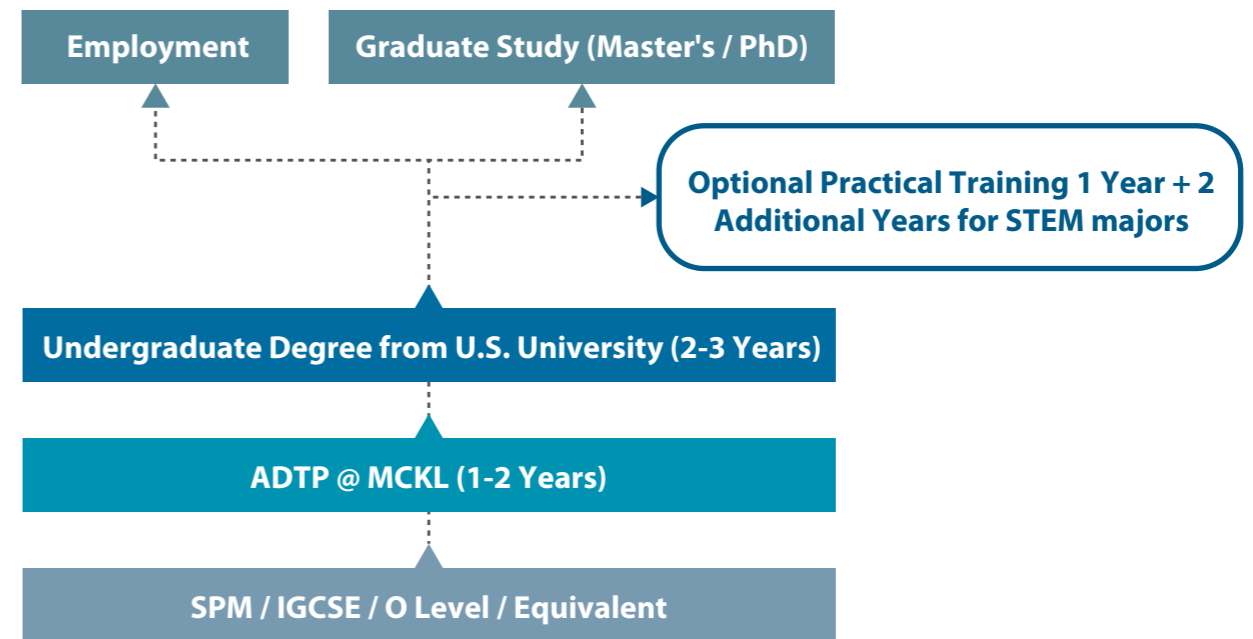 Employment
Graduate Study (Master's / PhD)
Optional Practical Training 1 Year + 2
Additional Years for STEM majors
Undergraduate Degree from U.S. University (2-3 Years)
ADTP @ MCKL (1-2 Years)
SPM / IGCSE / O Level / Equivalent